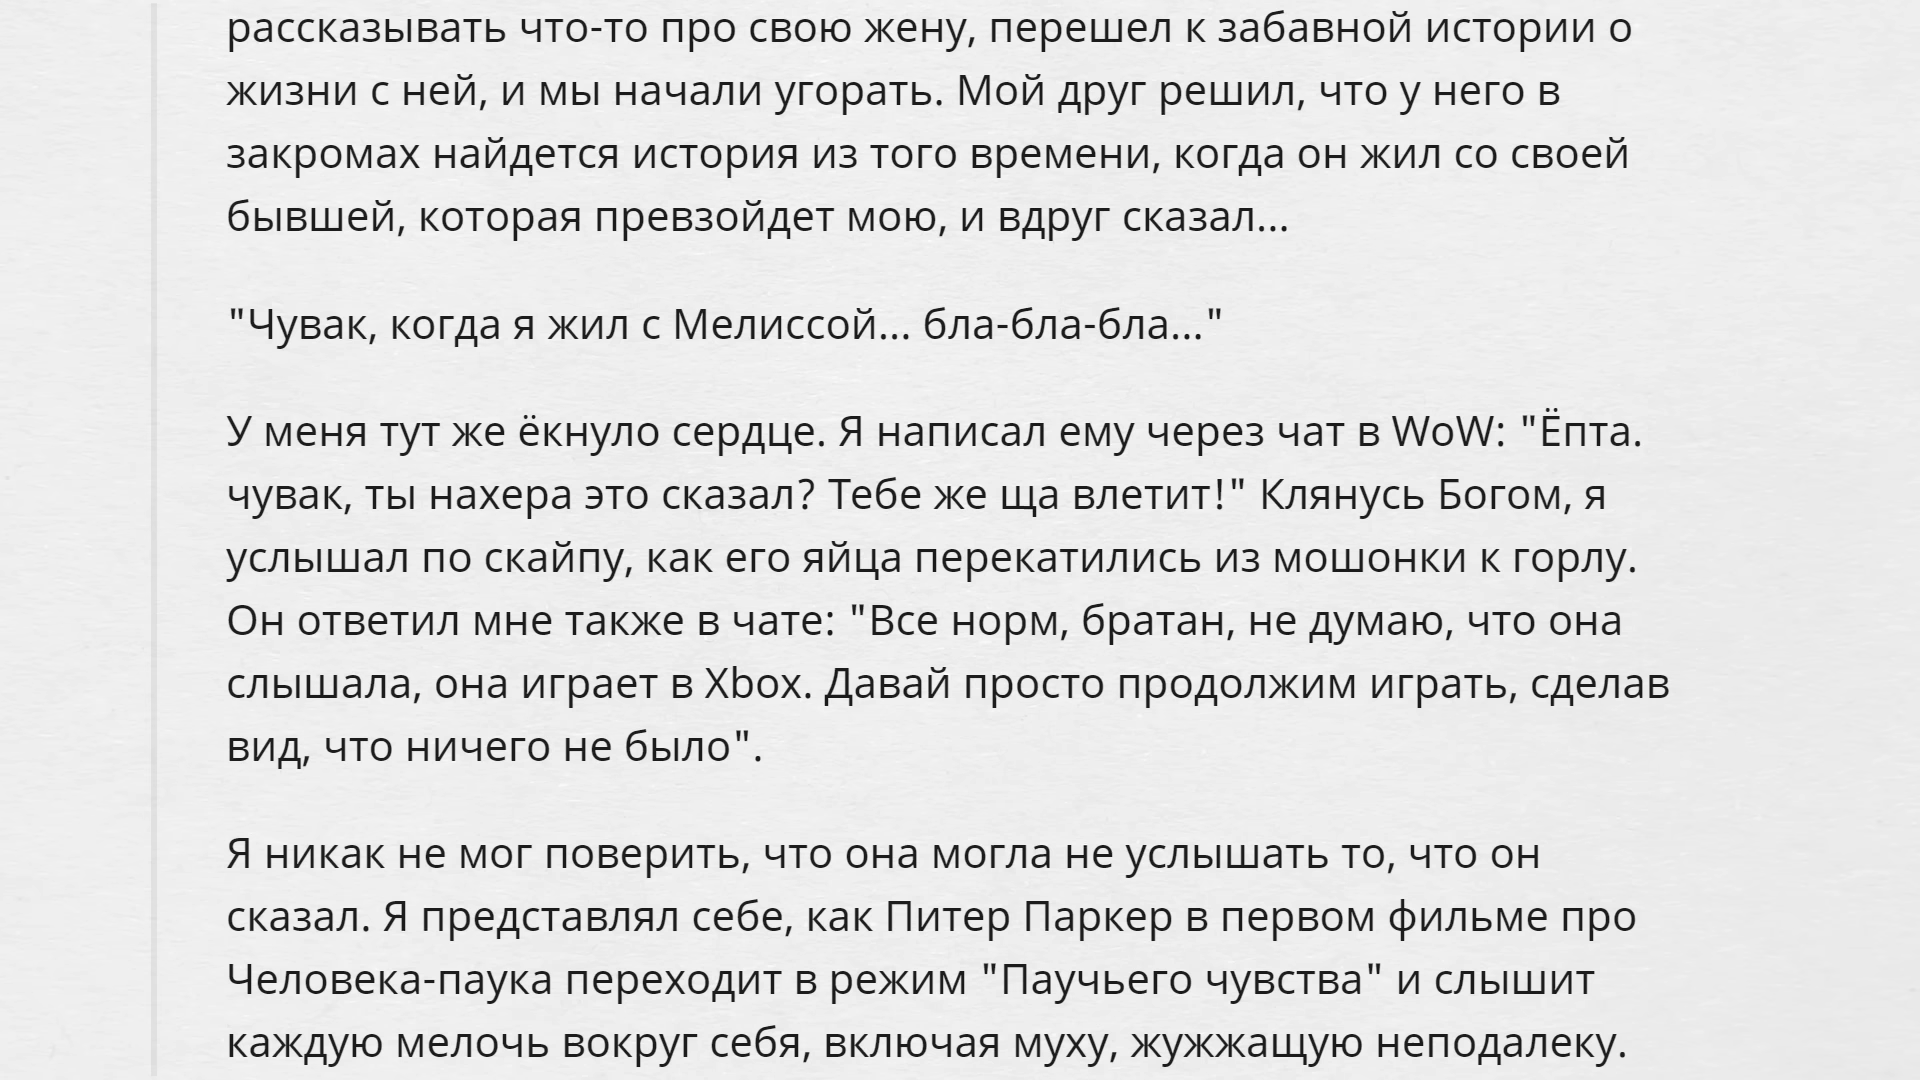 рассказывать что-то про свою жену, перешел к забавной истории о
жизни с ней, и мы начали угорать. Мой друг решил, что у него в
закромах найдется история из того времени, когда он жил со своей
бывшей, которая превзойдет мою, и вдруг сказал...
"Чувак, когда я жил с Мелиссой... бла-бла-бла..."
У меня тут же ёкнуло сердце. Я написал ему через чат в WoW: "Ёпта.
чувак, ты нахера это сказал? Тебе же ща влетит!" Клянусь Богом, я
услышал по скайпу, как его яйца перекатились из мошонки к горлу.
Он ответил мне также в чате: "Все норм, братан, не думаю, что она
слышала, она играет в Xbox. Давай просто продолжим играть, сделав
вид, что ничего не было".
Я никак не мог поверить, что она могла не услышать то, что он
сказал. Я представлял себе, как Питер Паркер в первом фильме про
Человека-паука переходит в режим "Паучьего чувства" и слышит
каждую мелочь вокруг себя, включая муху, жужжащую неподалеку.